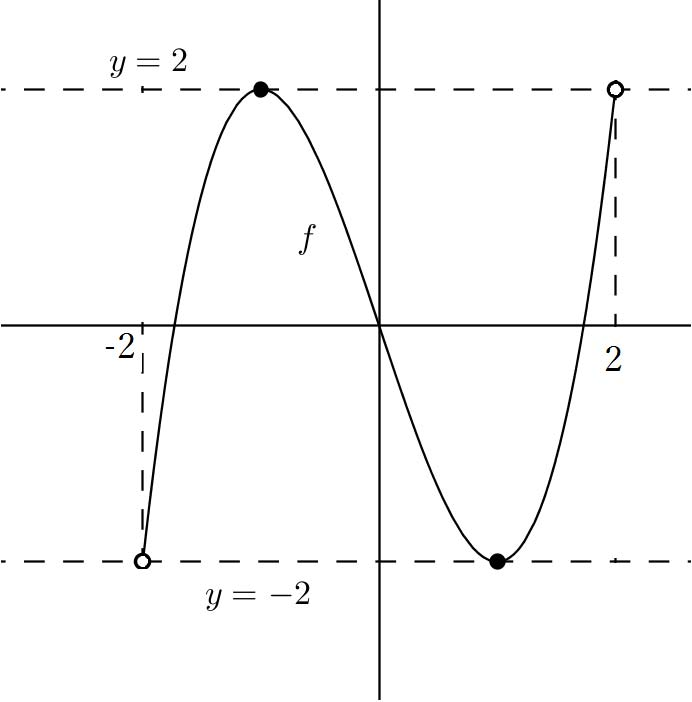 y = 2
f
-2
2
y = −2